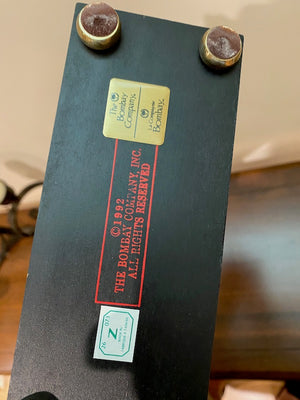 The
Bombay
Company.
La Compagnie
Bombay.
©1992
THE BOMBAY COMPANY, INC.
ALL RIGHTS RESERVED
Z